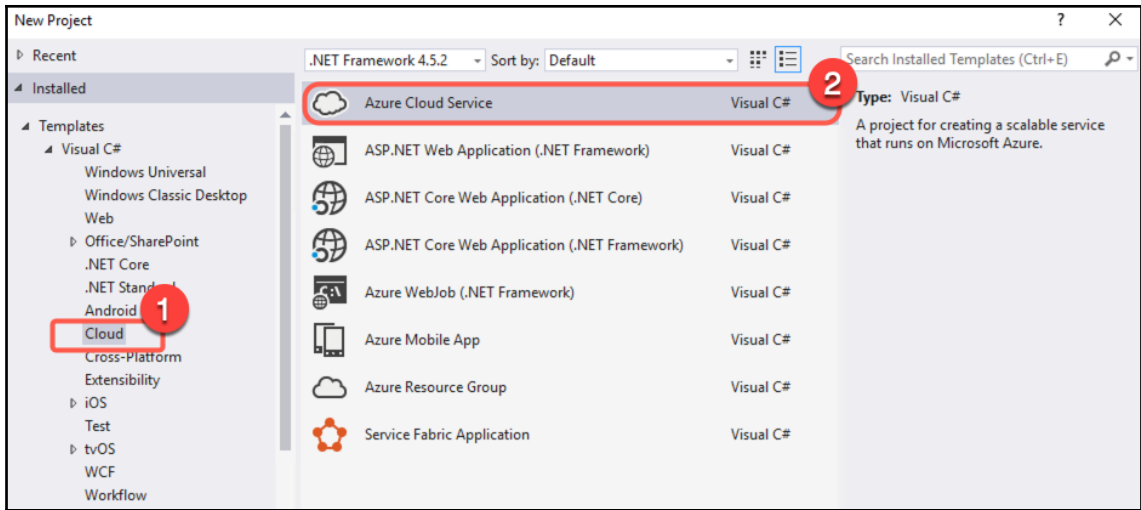 New Project
?
Recent
Installed
Templates
Visual C#
Windows Universal
Windows Classic Desktop
Web
Office/SharePoint
.NET Core
.NET
Android
1
Cloud
Cross-Platform
Extensibility
iOS
Test
tvOS
WCF
Workflow
.NET Framework 4.5.2 Sort by: Default
Azure Cloud Service Visual C#
2
ASP.NET Web Application (.NET Framework) Visual C#
ASP.NET Core Web Application (.NET Core) Visual C#
ASP.NET Core Web Application (.NET Framework) Visual C#
Azure WebJob (.NET Framework) Visual C#
Azure Mobile App Visual C#
Azure Resource Group Visual C#
Service Fabric Application Visual C#
Search Installed Templates (Ctrl+E)
Type: Visual C#
A project for creating a scalable service
that runs on Microsoft Azure.